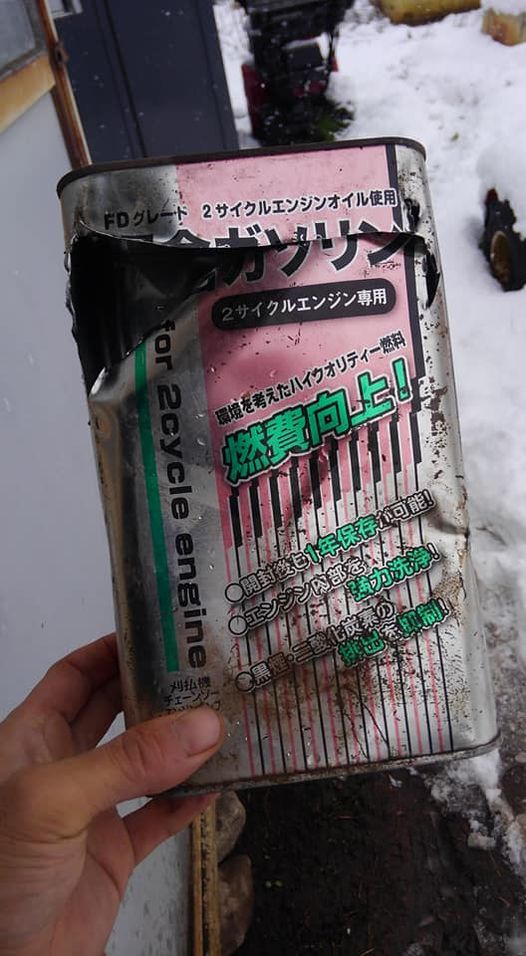 FDグレード 2サイクルエンジンオイル使用
合ガソリン
2サイクルエンジン専用
環境を考えたハイクオリティー燃料
燃費向上!
for 2cycle engine
○開封後も1年保存が可能!
○エンジン内部を強力洗浄!
○黒煙・二酸化炭素の
排出を抑制!
刈払機
チェーンソー